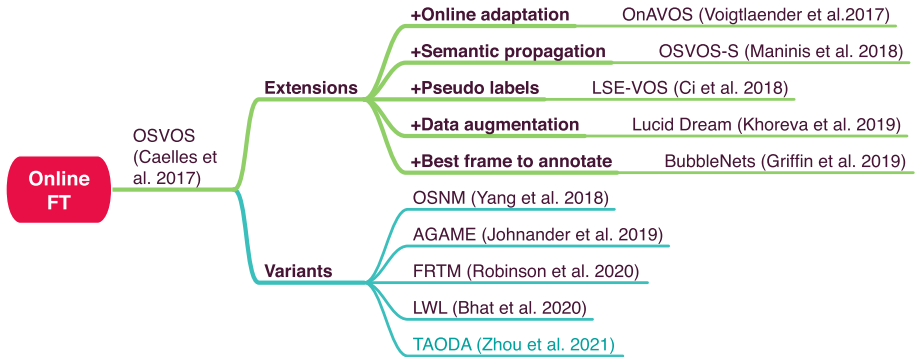 Online
FT
OSVOS
(Caelles et
al. 2017)
Extensions
+Online adaptation OnAVOS (Voigtlaender et al.2017)
+Semantic propagation OSVOS-S (Maninis et al. 2018)
+Pseudo labels LSE-VOS (Ci et al. 2018)
+Data augmentation Lucid Dream (Khoreva et al. 2019)
+Best frame to annotate BubbleNets (Griffin et al. 2019)
Variants
OSNM (Yang et al. 2018)
AGAME (Johnander et al. 2019)
FRTM (Robinson et al. 2020)
LWL (Bhat et al. 2020)
TAODA (Zhou et al. 2021)